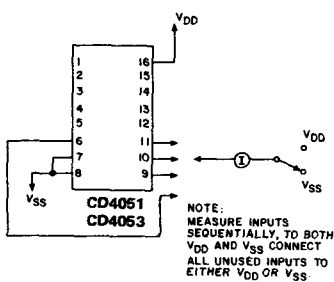 VDD
1 16
2 15
3 14
4 13
5 12
6 11
7 10
8 9
VSS
CD4051
CD4053
I
VDD
VSS
NOTE:
MEASURE INPUTS
SEQUENTIALLY, TO BOTH
VDD AND VSS CONNECT
ALL UNUSED INPUTS TO
EITHER VDD OR VSS.